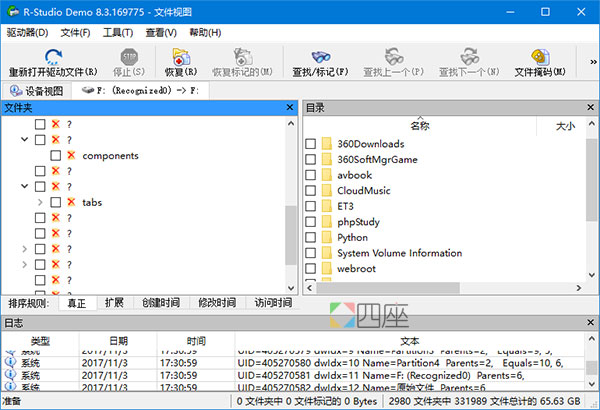 R-Studio Demo 8.3.169775 - 文件视图
驱动器(D) 文件(F) 工具(T) 查看(V) 帮助(H)
重新打开驱动文件(R) 停止(S) 恢复(R) 恢复标记的(M) 查找/标记(F) 查找上一个(P) 查找下一个(N) 文件掩码(M) »
设备视图 F: (Recognized0) -> F:
文件夹
?
?
components
?
?
tabs
?
?
?
?
?
排序规则: 真正 扩展 创建时间 修改时间 访问时间
目录
名称 大小
360Downloads
360SoftMgrGame
avbook
CloudMusic
ET3
phpStudy
Python
System Volume Information
webroot
四座
日志
类型 日期 时间 文本
系统 2017/11/3 17:30:59 UID=405270579 dwIdx=9 Name=Partition3 Parents=2, Equals=9, 5,
系统 2017/11/3 17:30:59 UID=405270580 dwIdx=10 Name=Partition4 Parents=2, Equals=10, 6,
系统 2017/11/3 17:30:59 UID=405270581 dwIdx=11 Name=F: (Recognized0) Parents=6,
系统 2017/11/3 17:30:59 UID=405270582 dwIdx=12 Name=原始文件 Parents=6
准备 0 文件夹中 0 文件标记的 0 Bytes 2980 文件夹中 331989 文件总计的 65.63 GB